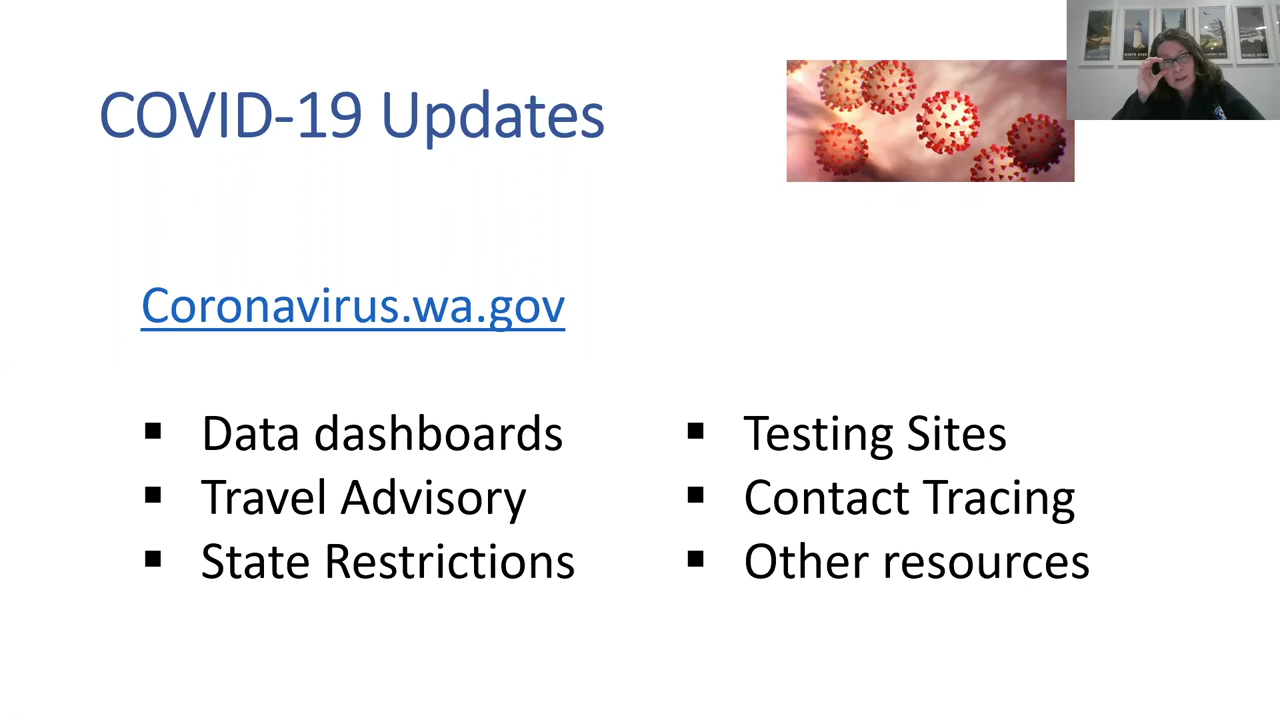 COVID-19 Updates
Coronavirus.wa.gov
▪ Data dashboards
▪ Travel Advisory
▪ State Restrictions
▪ Testing Sites
▪ Contact Tracing
▪ Other resources